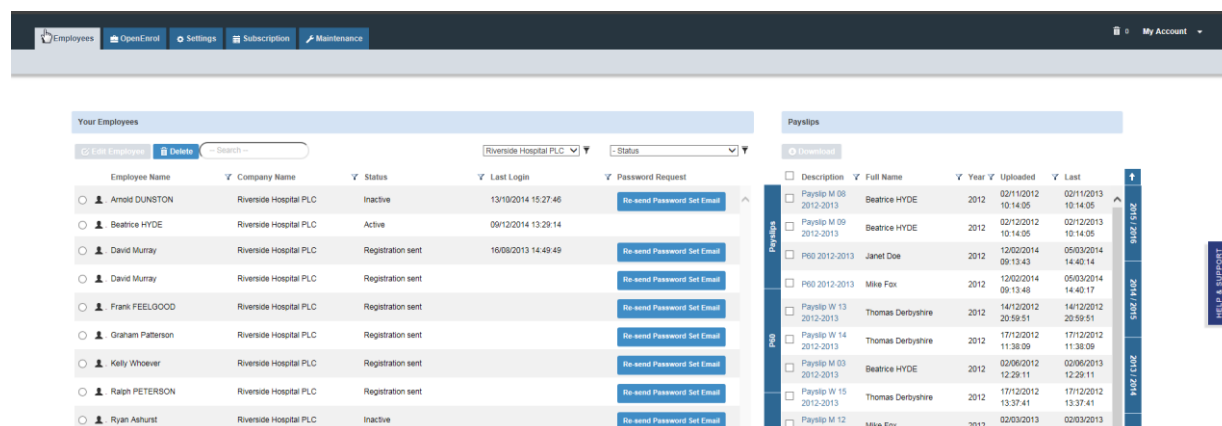 Employees OpenEnrol Settings Subscription Maintenance 0 My Account
Your Employees
Edit Employee Delete -- Search -- Riverside Hospital PLC - Status
Employee Name Company Name Status Last Login Password Request
Arnold DUNSTON Riverside Hospital PLC Inactive 13/10/2014 15:27:46 Re-send Password Set Email
Beatrice HYDE Riverside Hospital PLC Active 09/12/2014 13:29:14
David Murray Riverside Hospital PLC Registration sent 16/08/2013 14:49:49 Re-send Password Set Email
David Murray Riverside Hospital PLC Registration sent Re-send Password Set Email
Frank FEELGOOD Riverside Hospital PLC Registration sent Re-send Password Set Email
Graham Patterson Riverside Hospital PLC Registration sent Re-send Password Set Email
Kelly Whoever Riverside Hospital PLC Registration sent Re-send Password Set Email
Ralph PETERSON Riverside Hospital PLC Registration sent Re-send Password Set Email
Ryan Ashurst Riverside Hospital PLC Inactive Re-send Password Set Email
Payslips
Download
Description Full Name Year Uploaded Last
Payslip M 08 02/11/2012 02/11/2013
2012-2013 Beatrice HYDE 2012 10:14:05 10:14:05
Payslip M 09 02/12/2012 02/12/2013
2012-2013 Beatrice HYDE 2012 10:14:05 10:14:05
P60 2012-2013 Janet Doe 2012 12/02/2014 05/03/2014
09:13:43 14:40:14
P60 2012-2013 Mike Fox 2012 12/02/2014 05/03/2014
09:13:48 14:40:17
Payslip W 13 14/12/2012 14/12/2012
2012-2013 Thomas Derbyshire 2012 20:59:51 20:59:51
Payslip W 14 17/12/2012 17/12/2012
2012-2013 Thomas Derbyshire 2012 11:38:09 11:38:09
Payslip M 03 02/06/2012 02/06/2013
2012-2013 Beatrice HYDE 2012 12:29:11 12:29:11
Payslip W 15 17/12/2012 17/12/2012
2012-2013 Thomas Derbyshire 2012 13:37:41 13:37:41
Payslip M 12 02/03/2013 02/03/2013
Mike Fox 2012
Payslips
P60
2015 / 2016
2014 / 2015
2013 / 2014
HELP & SUPPORT